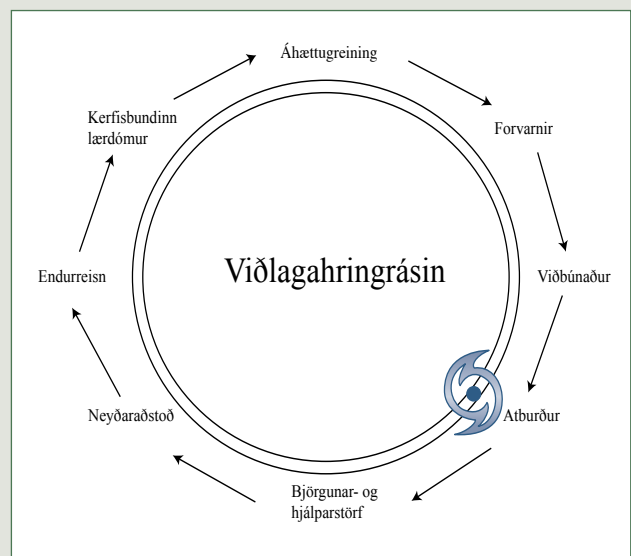 Áhættugreining
Forvarnir
Viðbúnaður
Atburður
Björgunar- og
hjálparstörf
Neyðaraðstoð
Endurreisn
Kerfisbundinn
lærdómur
Viðlagahringrásin